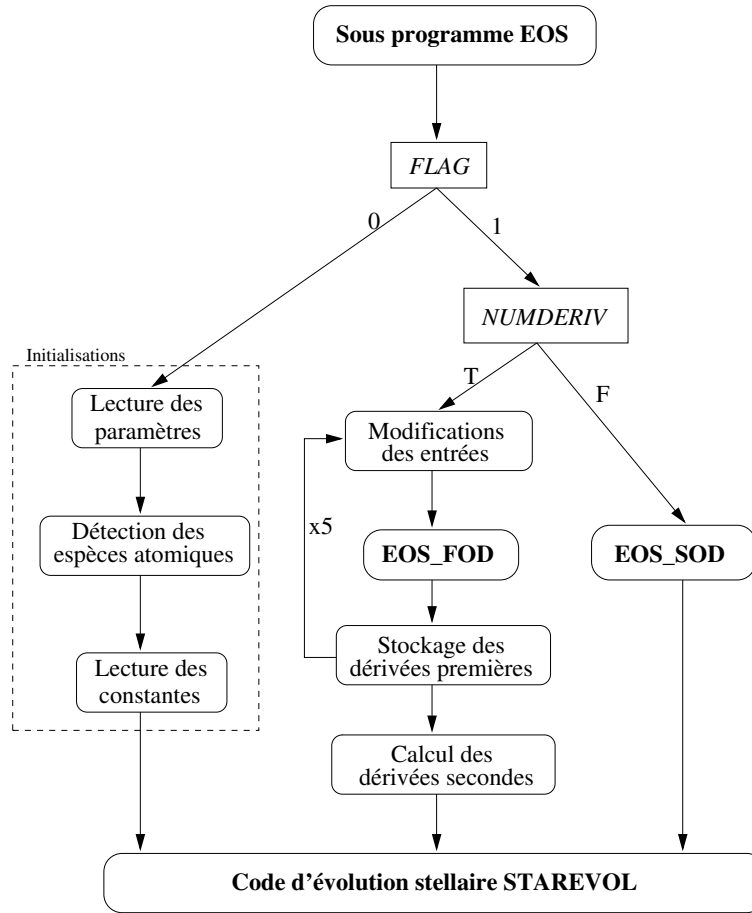 Sous programme EOS
FLAG
0
1
NUMDERIV
Initialisations
T
F
Lecture des
paramètres
Modifications
des entrées
x5
Détection des
espèces atomiques
EOS_FOD
EOS_SOD
Stockage des
dérivées premières
Lecture des
constantes
Calcul des
dérivées secondes
Code d'évolution stellaire STAREVOL